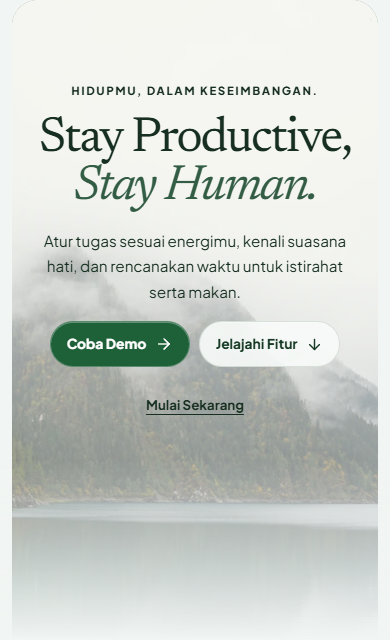 HIDUPMU, DALAM KESEIMBANGAN.
Stay Productive,
Stay Human.
Atur tugas sesuai energimu, kenali suasana
hati, dan rencanakan waktu untuk istirahat
serta makan.
Coba Demo → Jelajahi Fitur ↓
Mulai Sekarang